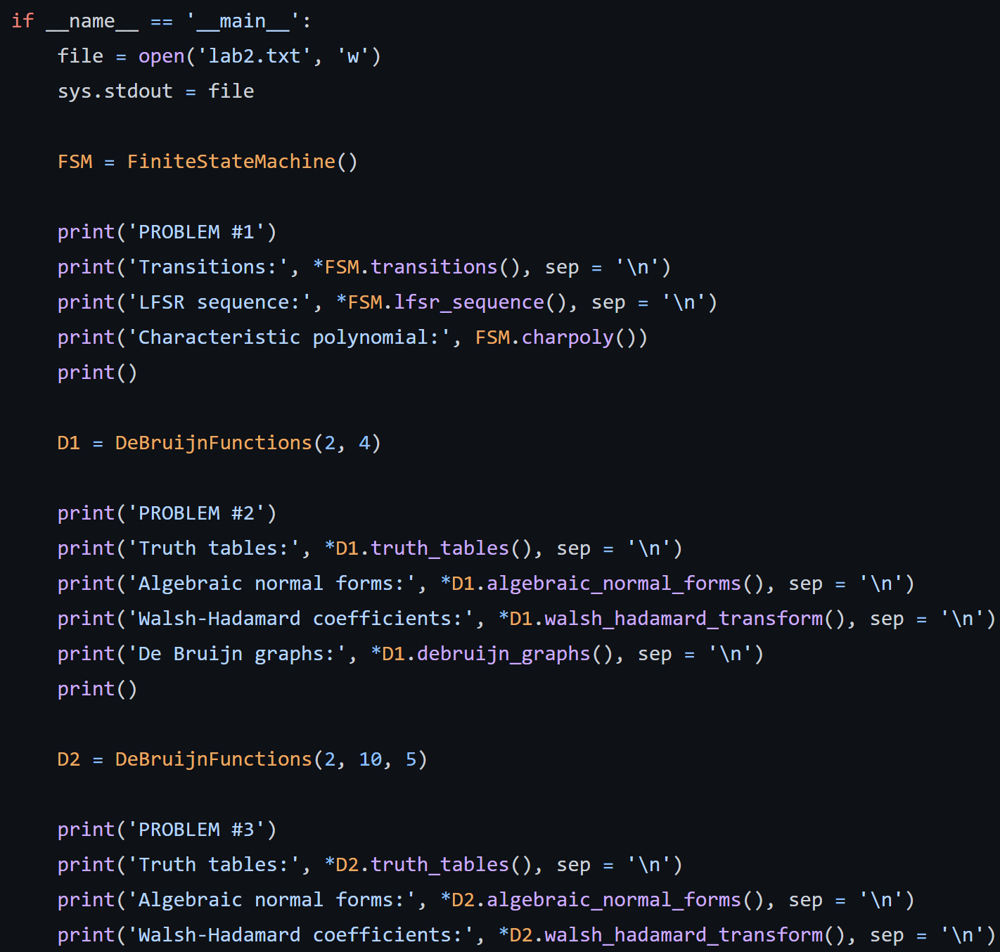 if __name__ == '__main__':
    file = open('lab2.txt', 'w')
    sys.stdout = file

    FSM = FiniteStateMachine()

    print('PROBLEM #1')
    print('Transitions:', *FSM.transitions(), sep = '\n')
    print('LFSR sequence:', *FSM.lfsr_sequence(), sep = '\n')
    print('Characteristic polynomial:', FSM.charpoly())
    print()

    D1 = DeBruijnFunctions(2, 4)

    print('PROBLEM #2')
    print('Truth tables:', *D1.truth_tables(), sep = '\n')
    print('Algebraic normal forms:', *D1.algebraic_normal_forms(), sep = '\n')
    print('Walsh-Hadamard coefficients:', *D1.walsh_hadamard_transform(), sep = '\n')
    print('De Bruijn graphs:', *D1.debruijn_graphs(), sep = '\n')
    print()

    D2 = DeBruijnFunctions(2, 10, 5)

    print('PROBLEM #3')
    print('Truth tables:', *D2.truth_tables(), sep = '\n')
    print('Algebraic normal forms:', *D2.algebraic_normal_forms(), sep = '\n')
    print('Walsh-Hadamard coefficients:', *D2.walsh_hadamard_transform(), sep = '\n')